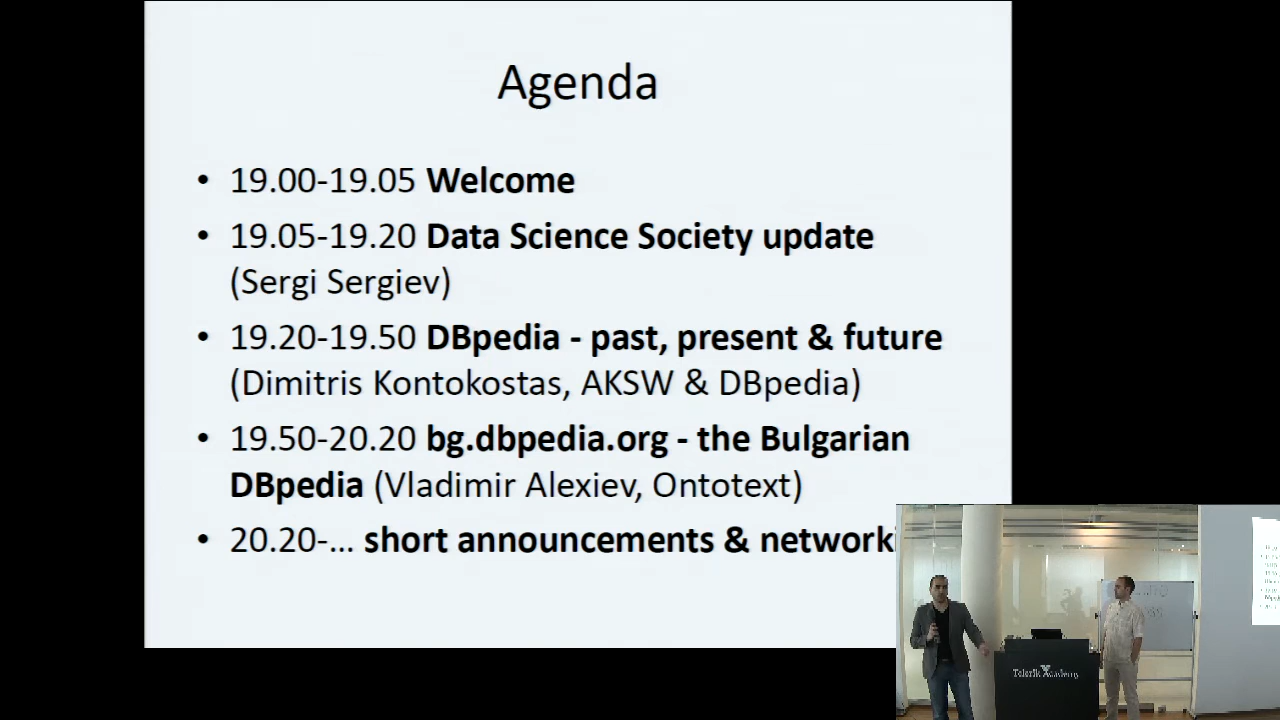 Agenda
• 19.00-19.05 Welcome
• 19.05-19.20 Data Science Society update
(Sergi Sergiev)
• 19.20-19.50 DBpedia - past, present & future
(Dimitris Kontokostas, AKSW & DBpedia)
• 19.50-20.20 bg.dbpedia.org - the Bulgarian
DBpedia (Vladimir Alexiev, Ontotext)
• 20.20-... short announcements & networki
Telerik Academy